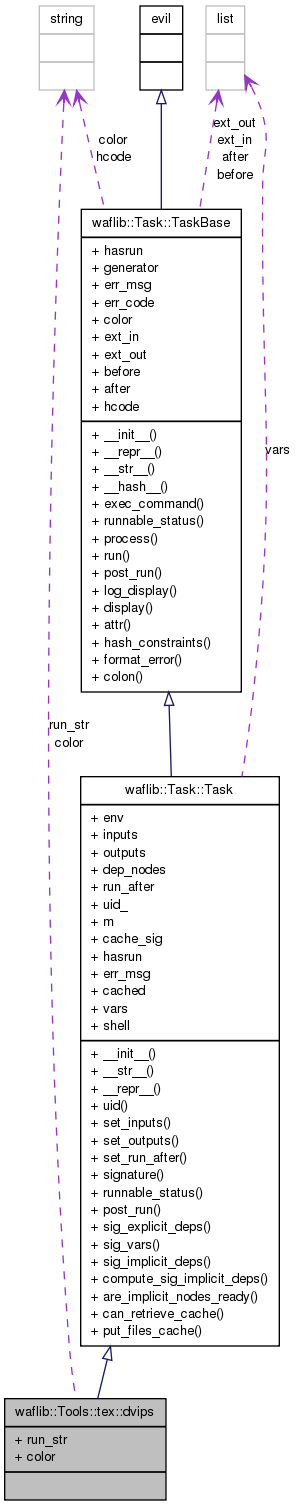 string
evil
list
color
hcode
ext_out
ext_in
after
before
waflib::Task::TaskBase
+ hasrun
+ generator
+ err_msg
+ err_code
+ color
+ ext_in
+ ext_out
+ before
+ after
+ hcode
+ __init__()
+ __repr__()
+ __str__()
+ __hash__()
+ exec_command()
+ runnable_status()
+ process()
+ run()
+ post_run()
+ log_display()
+ display()
+ attr()
+ hash_constraints()
+ format_error()
+ colon()
vars
run_str
color
waflib::Task::Task
+ env
+ inputs
+ outputs
+ dep_nodes
+ run_after
+ uid_
+ m
+ cache_sig
+ hasrun
+ err_msg
+ cached
+ vars
+ shell
+ __init__()
+ __str__()
+ __repr__()
+ uid()
+ set_inputs()
+ set_outputs()
+ set_run_after()
+ signature()
+ runnable_status()
+ post_run()
+ sig_explicit_deps()
+ sig_vars()
+ sig_implicit_deps()
+ compute_sig_implicit_deps()
+ are_implicit_nodes_ready()
+ can_retrieve_cache()
+ put_files_cache()
waflib::Tools::tex::dvips
+ run_str
+ color